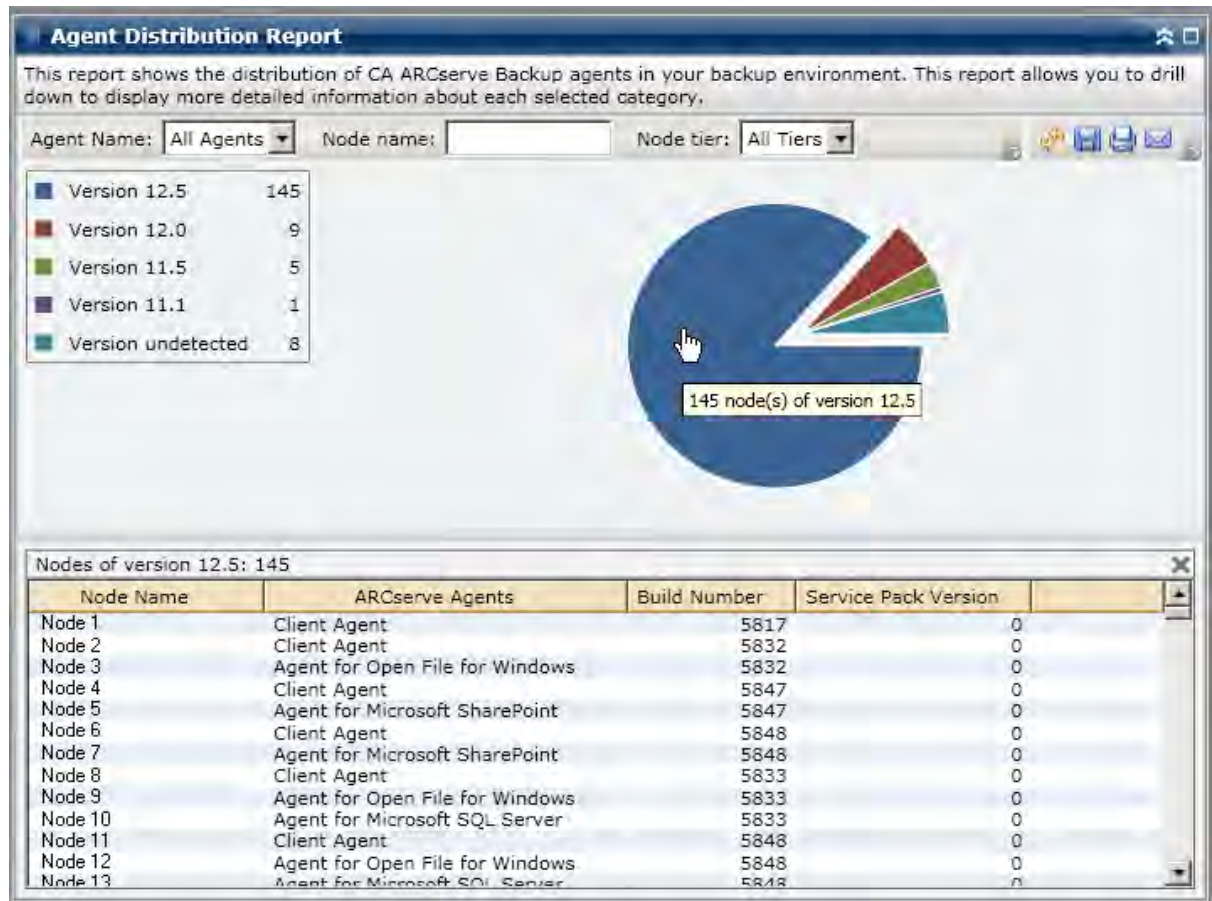 Agent Distribution Report
This report shows the distribution of CA ARCserve Backup agents in your backup environment. This report allows you to drill
down to display more detailed information about each selected category.
Agent Name: All Agents Node name: Node tier: All Tiers
Version 12.5 145
Version 12.0 9
Version 11.5 5
Version 11.1 1
Version undetected 8
145 node(s) of version 12.5
Nodes of version 12.5: 145
Node Name ARCserve Agents Build Number Service Pack Version
Node 1 Client Agent 5817 0
Node 2 Client Agent 5832 0
Node 3 Agent for Open File for Windows 5832 0
Node 4 Client Agent 5847 0
Node 5 Agent for Microsoft SharePoint 5847 0
Node 6 Client Agent 5848 0
Node 7 Agent for Microsoft SharePoint 5848 0
Node 8 Client Agent 5833 0
Node 9 Agent for Open File for Windows 5833 0
Node 10 Agent for Microsoft SQL Server 5833 0
Node 11 Client Agent 5848 0
Node 12 Agent for Open File for Windows 5848 0
Node 13 Agent for Microsoft SQL Server 5848 0